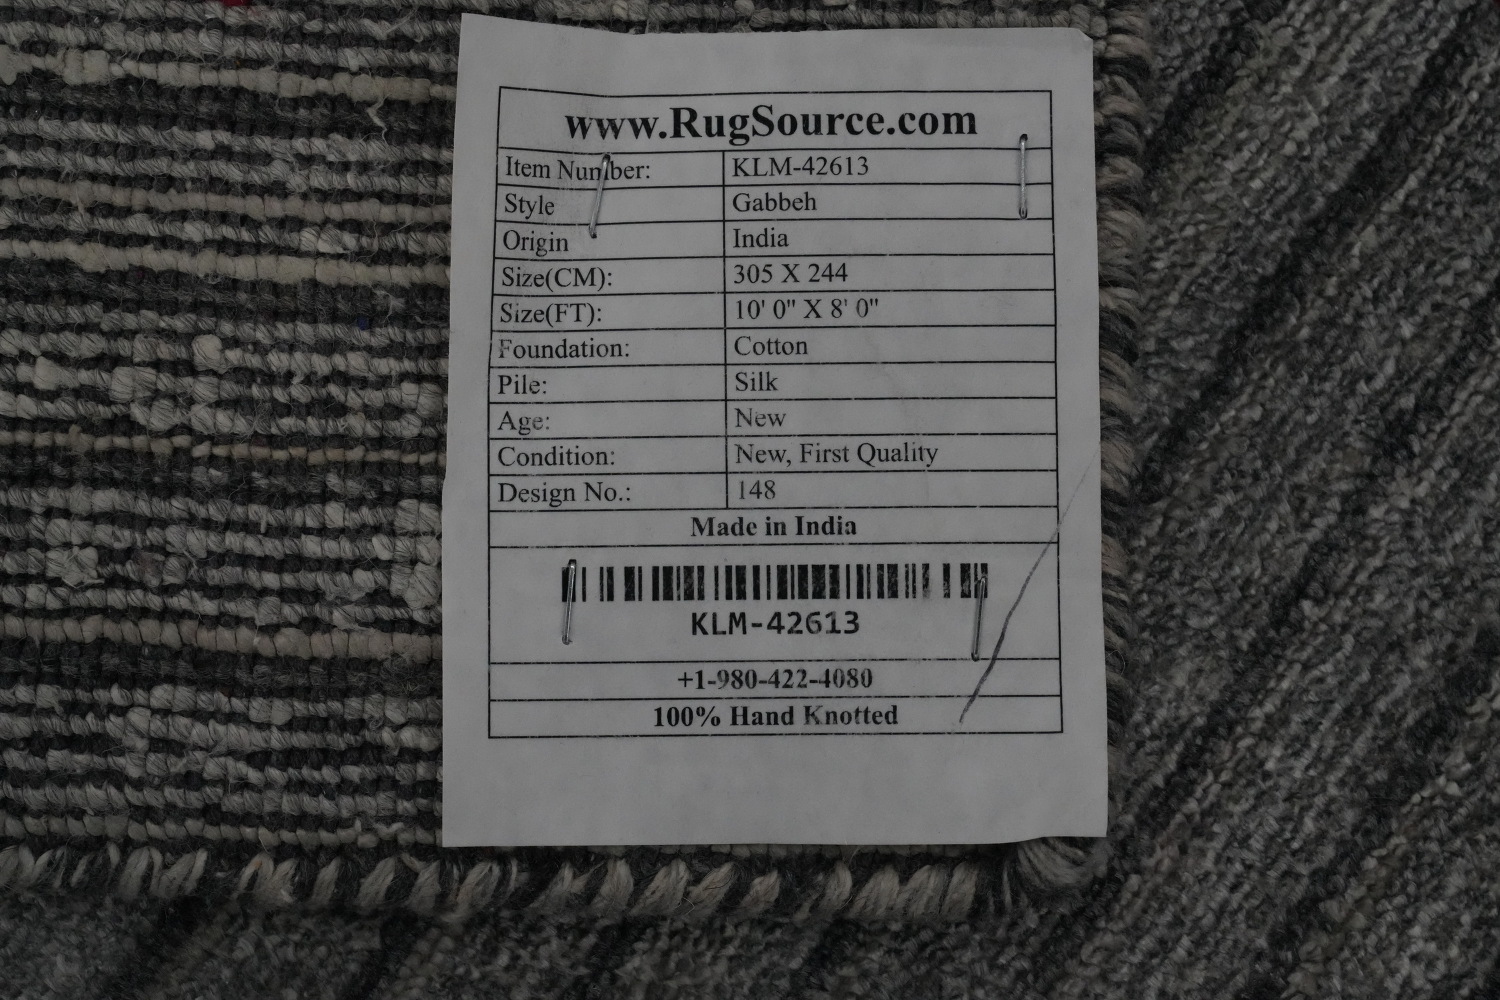 www.RugSource.com
Item Number: KLM-42613
Style Gabbeh
Origin India
Size(CM): 305 X 244
Size(FT): 10' 0" X 8' 0"
Foundation: Cotton
Pile: Silk
Age: New
Condition: New, First Quality
Design No.: 148
Made in India
KLM-42613
+1-980-422-4080
100% Hand Knotted